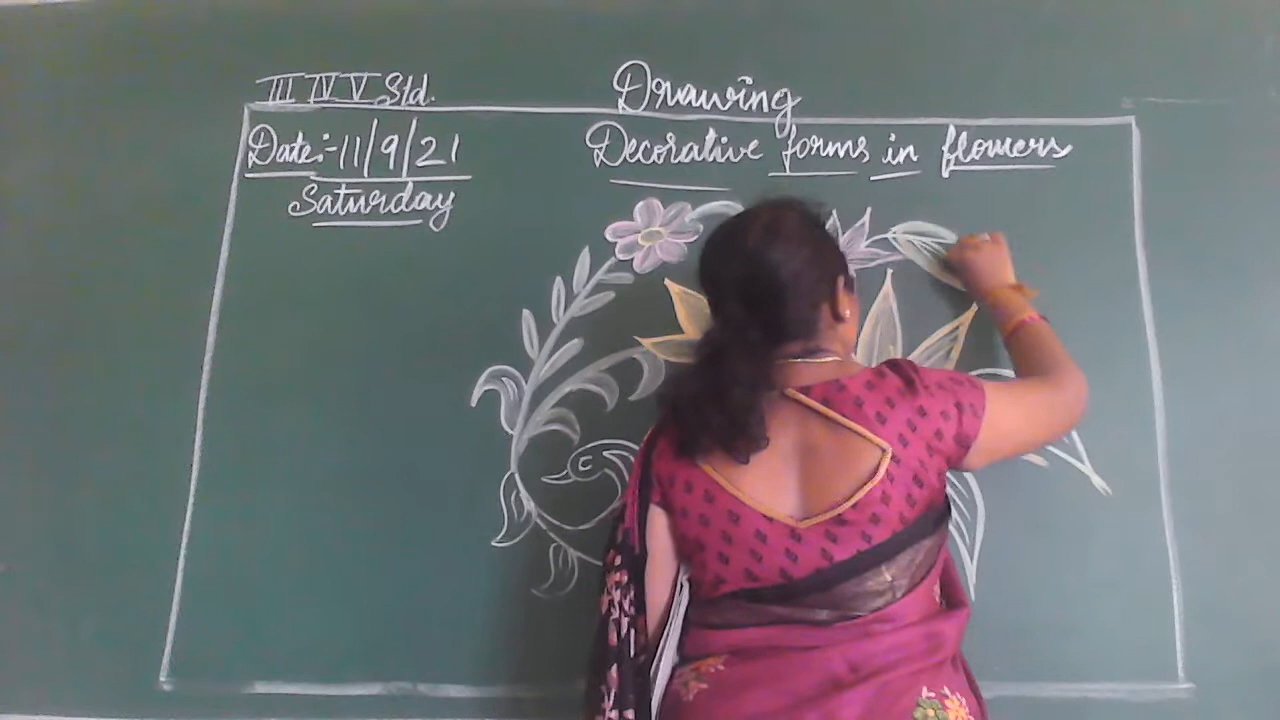 III IV V Std.
Drawing
Date:-11/9/21
Decorative forms in flowers
Saturday